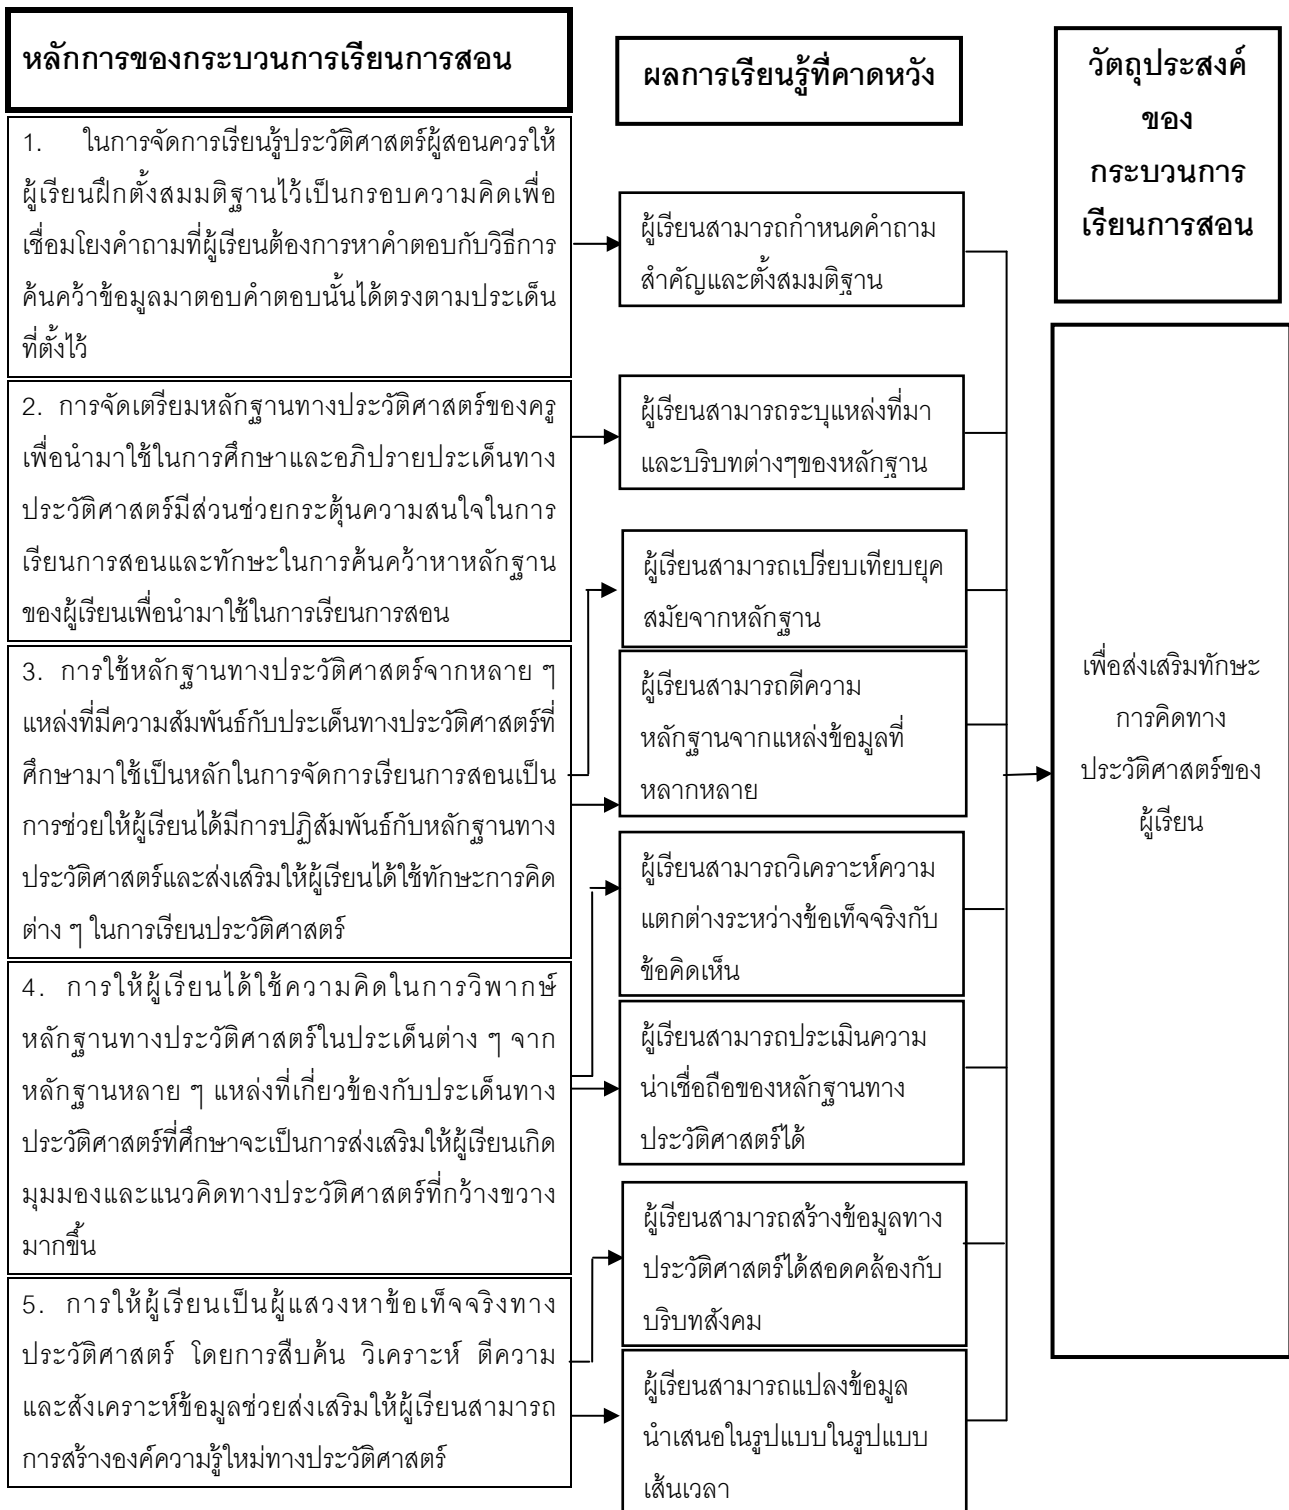 หลักการของกระบวนการเรียนการสอน
1. ในการจัดการเรียนรู้ประวัติศาสตร์ผู้สอนควรให้
ผู้เรียนฝึกตั้งสมมติฐานไว้เป็นกรอบความคิดเพื่อ
เชื่อมโยงคำถามที่ผู้เรียนต้องการหาคำตอบกับวิธีการ
ค้นคว้าข้อมูลมาตอบคำตอบนั้นได้ตรงตามประเด็น
ที่ตั้งไว้
2. การจัดเตรียมหลักฐานทางประวัติศาสตร์ของครู
เพื่อนำมาใช้ในการศึกษาและอภิปรายประเด็นทาง
ประวัติศาสตร์มีส่วนช่วยกระตุ้นความสนใจในการ
เรียนการสอนและทักษะในการค้นคว้าหาหลักฐาน
ของผู้เรียนเพื่อนำมาใช้ในการเรียนการสอน
3. การใช้หลักฐานทางประวัติศาสตร์จากหลาย ๆ
แหล่งที่มีความสัมพันธ์กับประเด็นทางประวัติศาสตร์ที่
ศึกษามาใช้เป็นหลักในการจัดการเรียนการสอนเป็น
การช่วยให้ผู้เรียนได้มีการปฏิสัมพันธ์กับหลักฐานทาง
ประวัติศาสตร์และส่งเสริมให้ผู้เรียนได้ใช้ทักษะการคิด
ต่าง ๆ ในการเรียนประวัติศาสตร์
4. การให้ผู้เรียนได้ใช้ความคิดในการวิพากษ์
หลักฐานทางประวัติศาสตร์ในประเด็นต่าง ๆ จาก
หลักฐานหลาย ๆ แหล่งที่เกี่ยวข้องกับประเด็นทาง
ประวัติศาสตร์ที่ศึกษาจะเป็นการส่งเสริมให้ผู้เรียนเกิด
มุมมองและแนวคิดทางประวัติศาสตร์ที่กว้างขวาง
มากขึ้น
5. การให้ผู้เรียนเป็นผู้แสวงหาข้อเท็จจริงทาง
ประวัติศาสตร์ โดยการสืบค้น วิเคราะห์ ตีความ
และสังเคราะห์ข้อมูลช่วยส่งเสริมให้ผู้เรียนสามารถ
การสร้างองค์ความรู้ใหม่ทางประวัติศาสตร์
ผลการเรียนรู้ที่คาดหวัง
ผู้เรียนสามารถกำหนดคำถาม
สำคัญและตั้งสมมติฐาน
ผู้เรียนสามารถระบุแหล่งที่มา
และบริบทต่างๆของหลักฐาน
ผู้เรียนสามารถเปรียบเทียบยุค
สมัยจากหลักฐาน
ผู้เรียนสามารถตีความ
หลักฐานจากแหล่งข้อมูลที่
หลากหลาย
ผู้เรียนสามารถวิเคราะห์ความ
แตกต่างระหว่างข้อเท็จจริงกับ
ข้อคิดเห็น
ผู้เรียนสามารถประเมินความ
น่าเชื่อถือของหลักฐานทาง
ประวัติศาสตร์ได้
ผู้เรียนสามารถสร้างข้อมูลทาง
ประวัติศาสตร์ได้สอดคล้องกับ
บริบทสังคม
ผู้เรียนสามารถแปลงข้อมูล
นำเสนอในรูปแบบในรูปแบบ
เส้นเวลา
วัตถุประสงค์
ของ
กระบวนการ
เรียนการสอน
เพื่อส่งเสริมทักษะ
การคิดทาง
ประวัติศาสตร์ของ
ผู้เรียน